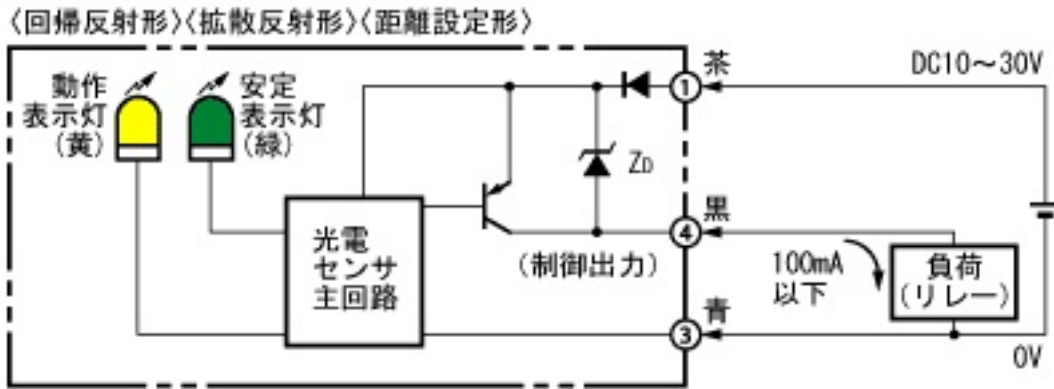 〈回帰反射形〉〈拡散反射形〉〈距離設定形〉
動作
表示灯
(黄)
安定
表示灯
(緑)
① 茶
DC10～30V
ZD
光電
センサ
主回路
(制御出力)
④ 黒
100mA
以下
負荷
(リレー)
③ 青
0V